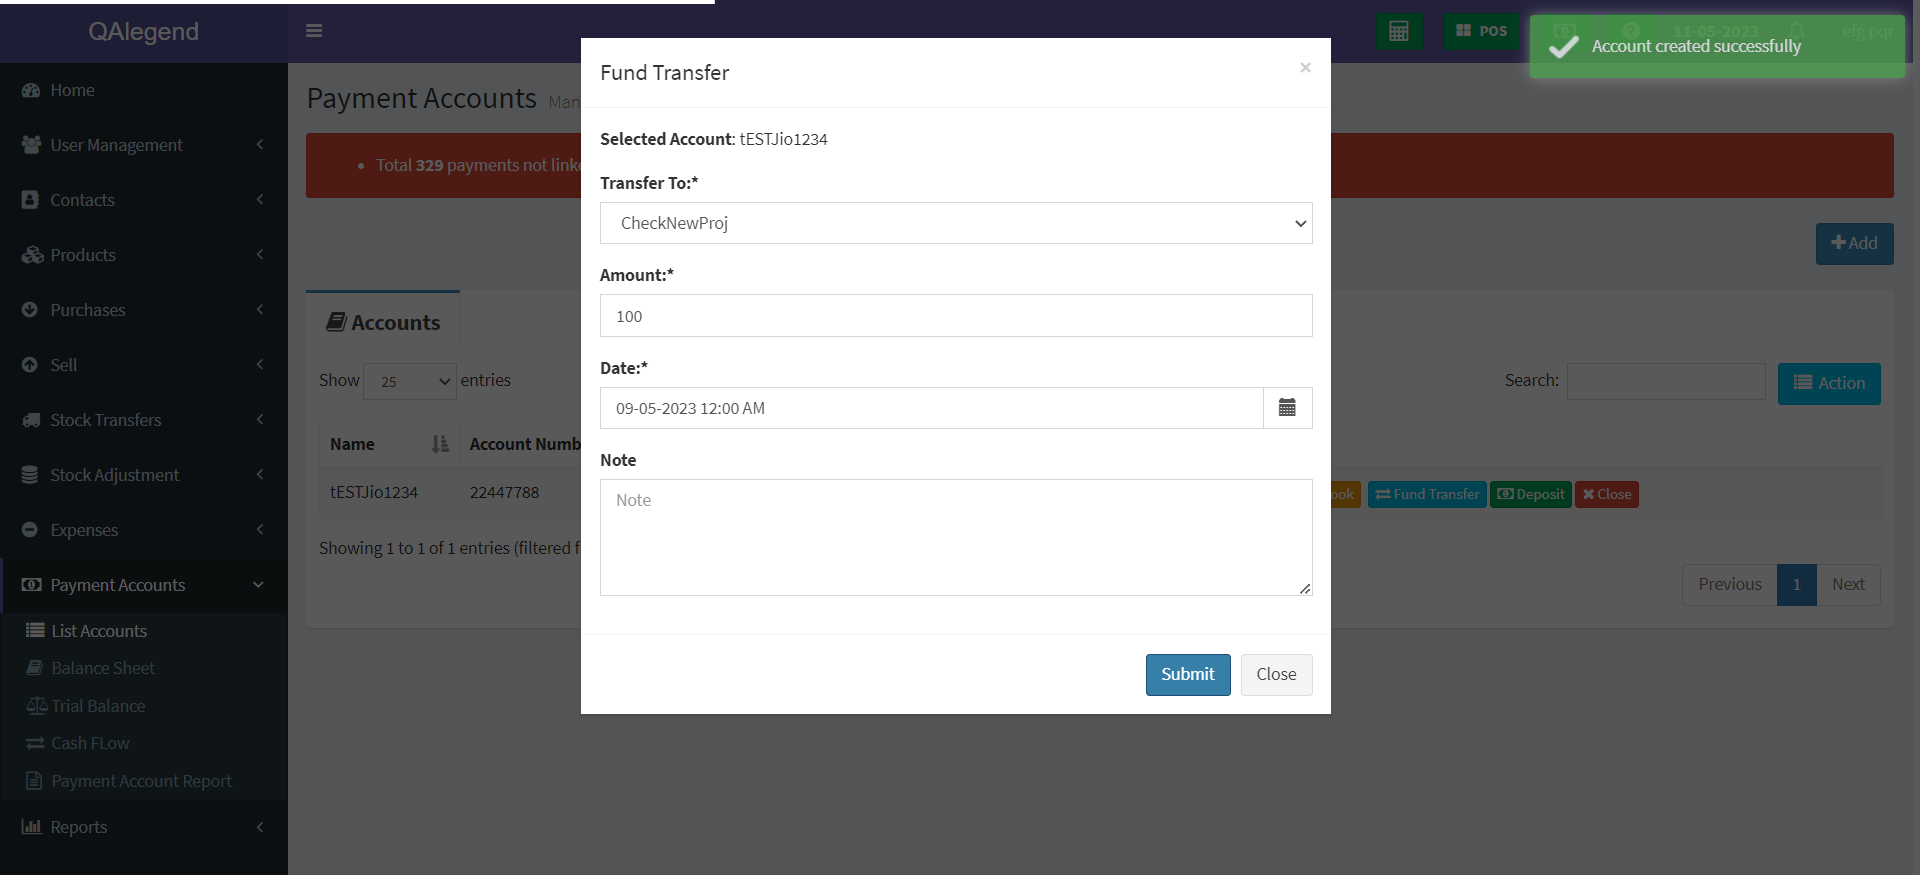 QAlegend
POS
11-05-2023
efg pqr
Account created successfully
Home
User Management
Contacts
Products
Purchases
Sell
Stock Transfers
Stock Adjustment
Expenses
Payment Accounts
List Accounts
Balance Sheet
Trial Balance
Cash FLow
Payment Account Report
Reports
Payment Accounts Man
Total 329 payments not link
Add
Accounts
Show 25 entries
Search:
Action
Name
Account Numb
tESTJio1234
22447788
ook
Fund Transfer
Deposit
Close
Showing 1 to 1 of 1 entries (filtered f
Previous
1
Next
Fund Transfer
×
Selected Account: tESTJio1234
Transfer To:*
CheckNewProj
Amount:*
100
Date:*
09-05-2023 12:00 AM
Note
Note
Submit
Close